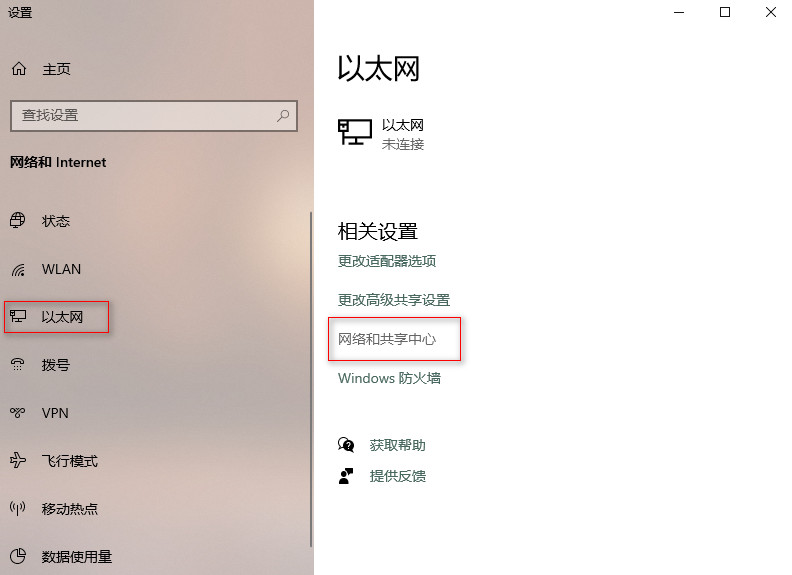 设置
主页
查找设置
网络和 Internet
状态
WLAN
以太网
拨号
VPN
飞行模式
移动热点
数据使用量
以太网
以太网
未连接
相关设置
更改适配器选项
更改高级共享设置
网络和共享中心
Windows 防火墙
获取帮助
提供反馈